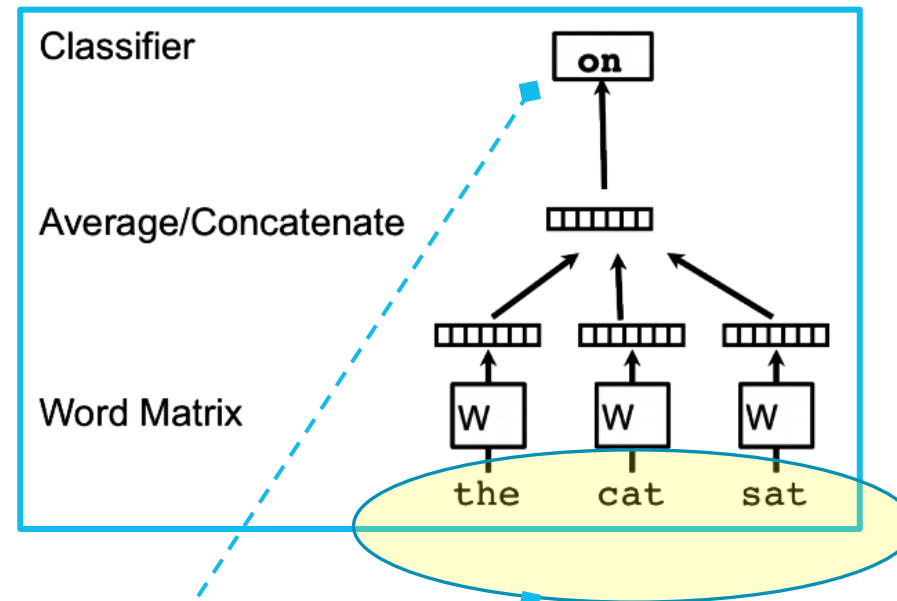 Classifier
on
Average/Concatenate
Word Matrix
W W W
the cat sat